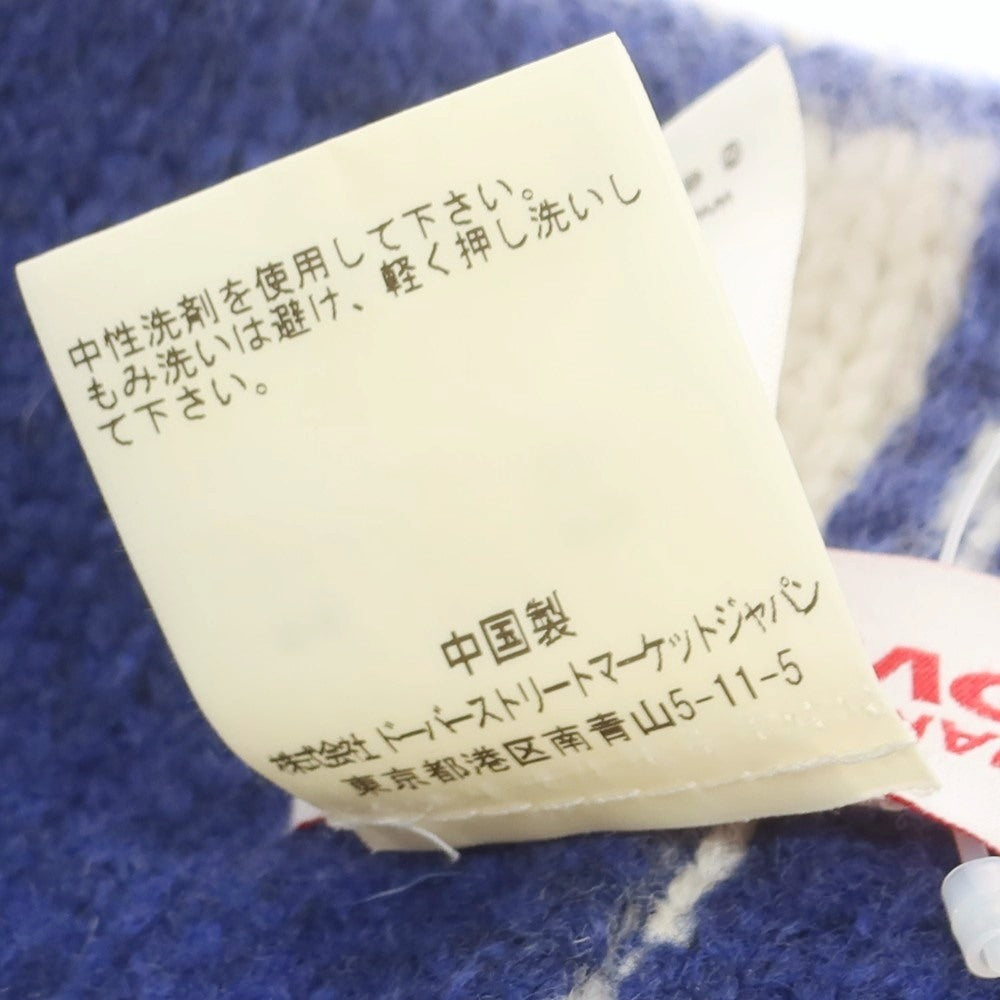 中性洗剤を使用して下さい。
もみ洗いは避け、軽く押し洗いし
て下さい。
中国製
株式会社 ドーバーストリートマーケットジャパン
東京都港区南青山5-11-5